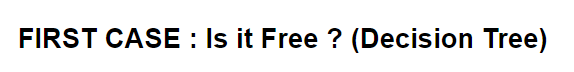 FIRST CASE : Is it Free ? (Decision Tree)